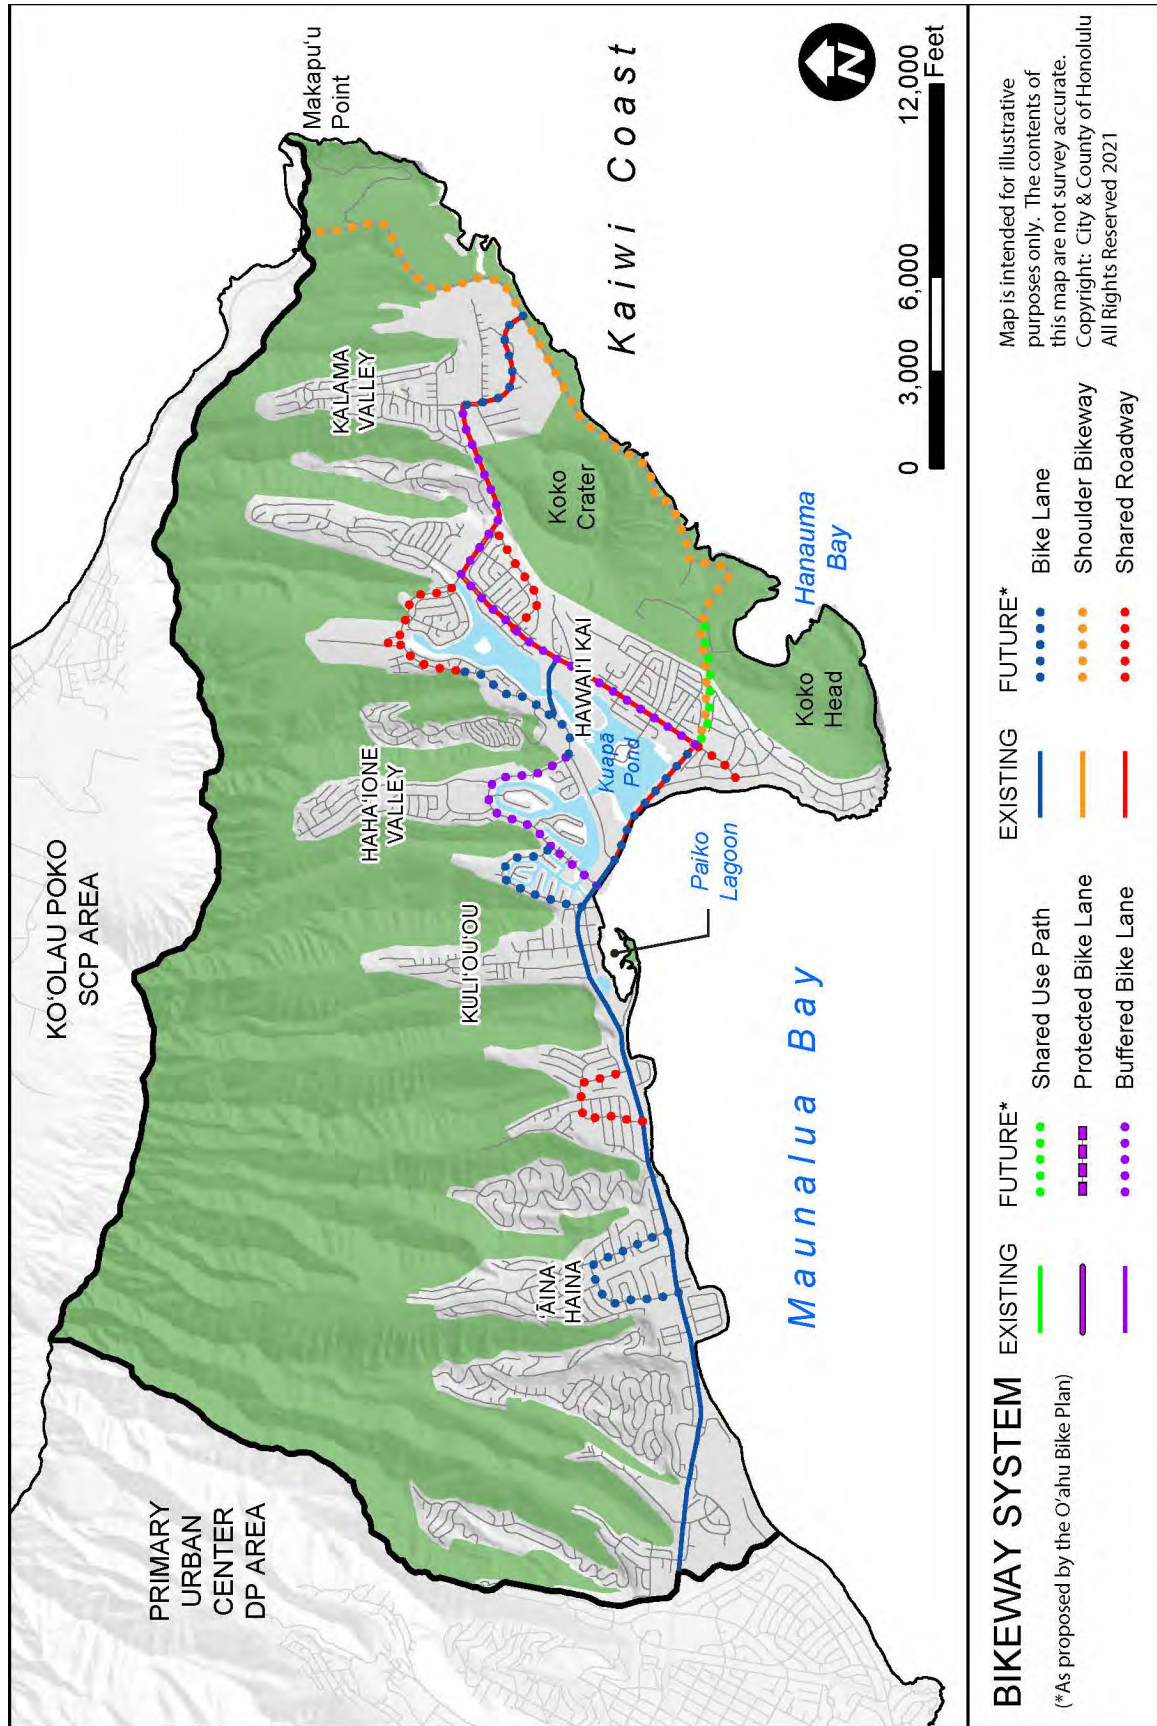 KO‘OLAU POKO
SCP AREA
PRIMARY
URBAN
CENTER
DP AREA
Makapu‘u
Point
KALAMA
VALLEY
HAHA‘IONE
VALLEY
KULI‘OU‘OU
‘ĀINA
HAINA
HAWAI‘I KAI
Kuapā
Pond
Koko
Crater
Koko
Head
Hanauma
Bay
Paiko
Lagoon
Kaiwi Coast
Maunalua Bay
N
0 3,000 6,000 12,000
Feet
BIKEWAY SYSTEM
(*As proposed by the O‘ahu Bike Plan)
EXISTING FUTURE*
Shared Use Path
Protected Bike Lane
Buffered Bike Lane
EXISTING FUTURE*
Bike Lane
Shoulder Bikeway
Shared Roadway
Map is intended for illustrative
purposes only. The contents of
this map are not survey accurate.
Copyright: City & County of Honolulu
All Rights Reserved 2021